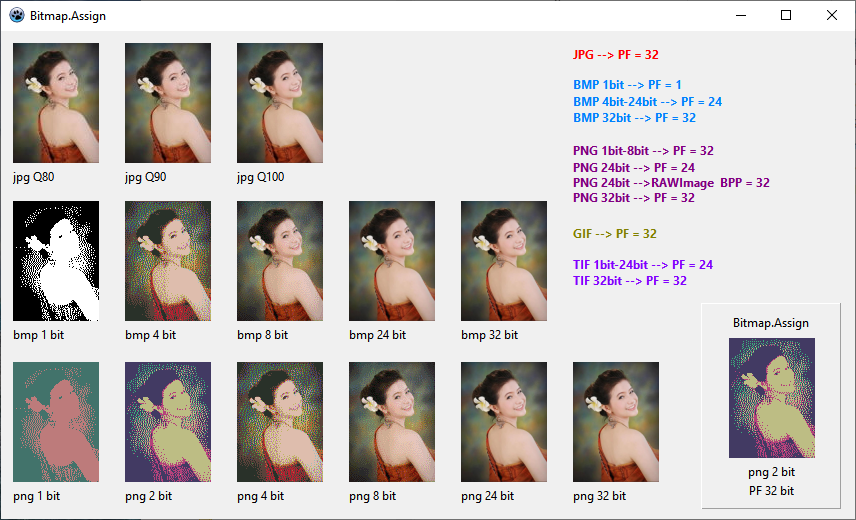 Bitmap.Assign
jpg Q80
jpg Q90
jpg Q100
JPG --> PF = 32
BMP 1bit --> PF = 1
BMP 4bit-24bit --> PF = 24
BMP 32bit --> PF = 32
PNG 1bit-8bit --> PF = 32
PNG 24bit --> PF = 24
PNG 24bit -->RAWImage  BPP = 32
PNG 32bit --> PF = 32
GIF --> PF = 32
TIF 1bit-24bit --> PF = 24
TIF 32bit --> PF = 32
bmp 1 bit
bmp 4 bit
bmp 8 bit
bmp 24 bit
bmp 32 bit
png 1 bit
png 2 bit
png 4 bit
png 8 bit
png 24 bit
png 32 bit
Bitmap.Assign
png 2 bit
PF 32 bit